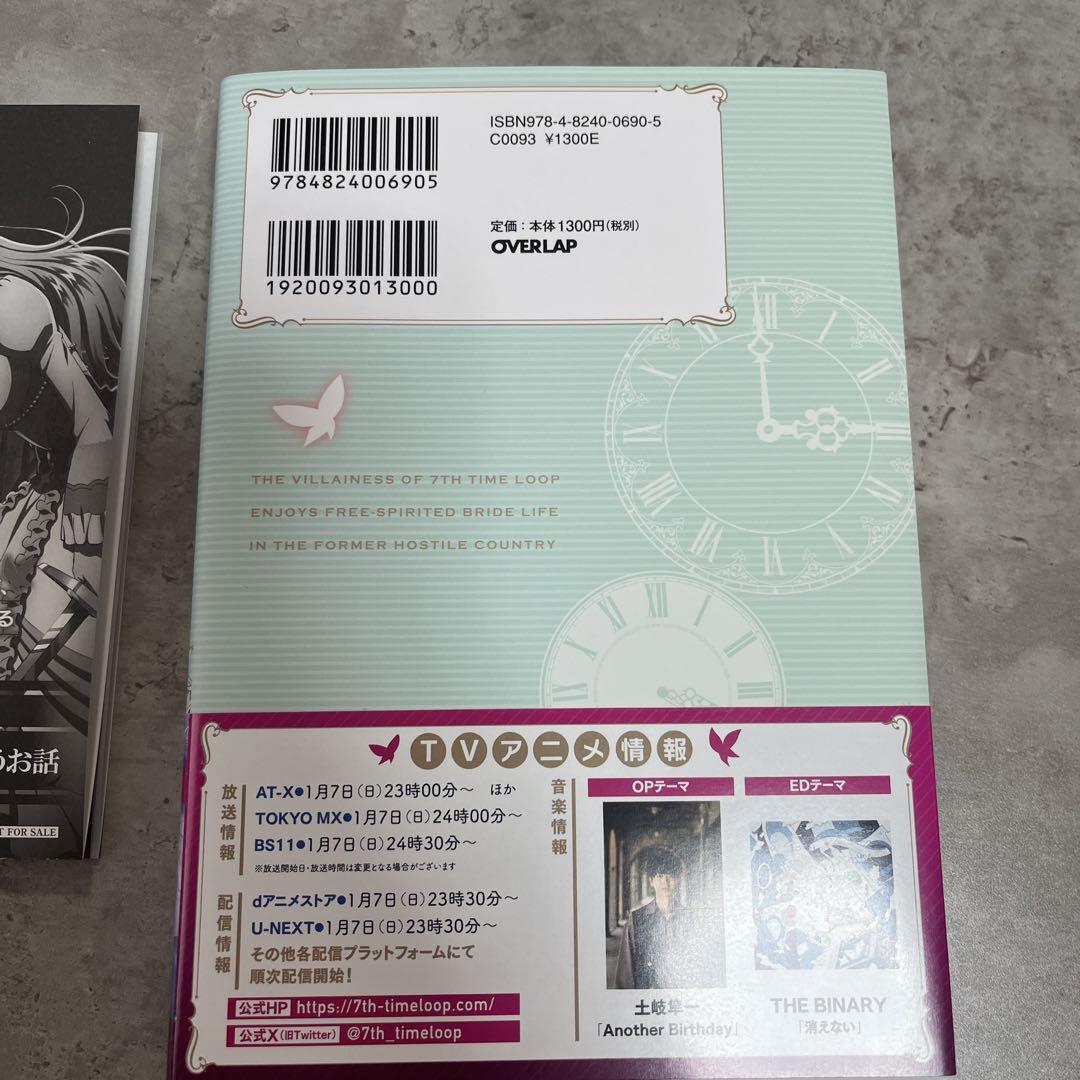 る
うお話
T FOR SALE
ISBN978-4-8240-0690-5
C0093 ¥1300E
9784824006905
定価：本体1300円（税別）
OVERLAP
1920093013000
THE VILLAINESS OF 7TH TIME LOOP
ENJOYS FREE-SPIRITED BRIDE LIFE
IN THE FORMER HOSTILE COUNTRY
TVアニメ情報
放送情報
AT-X●1月7日（日）23時00分〜 ほか
TOKYO MX●1月7日（日）24時00分〜
BS11●1月7日（日）24時30分〜
※放送開始日・放送時間は変更となる場合がございます
配信情報
dアニメストア●1月7日（日）23時30分〜
U-NEXT●1月7日（日）23時30分〜
その他各配信プラットフォームにて
順次配信開始！
公式HP https://7th-timeloop.com/
公式X（旧Twitter） @7th_timeloop
音楽情報
OPテーマ
土岐隼一
「Another Birthday」
EDテーマ
THE BINARY
「消えない」